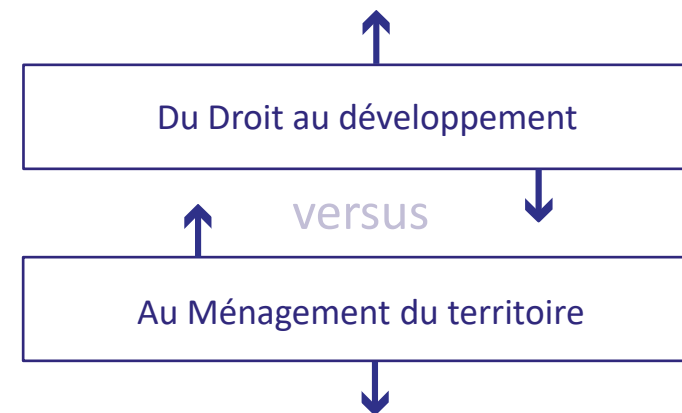 Du Droit au développement
versus
Au Ménagement du territoire